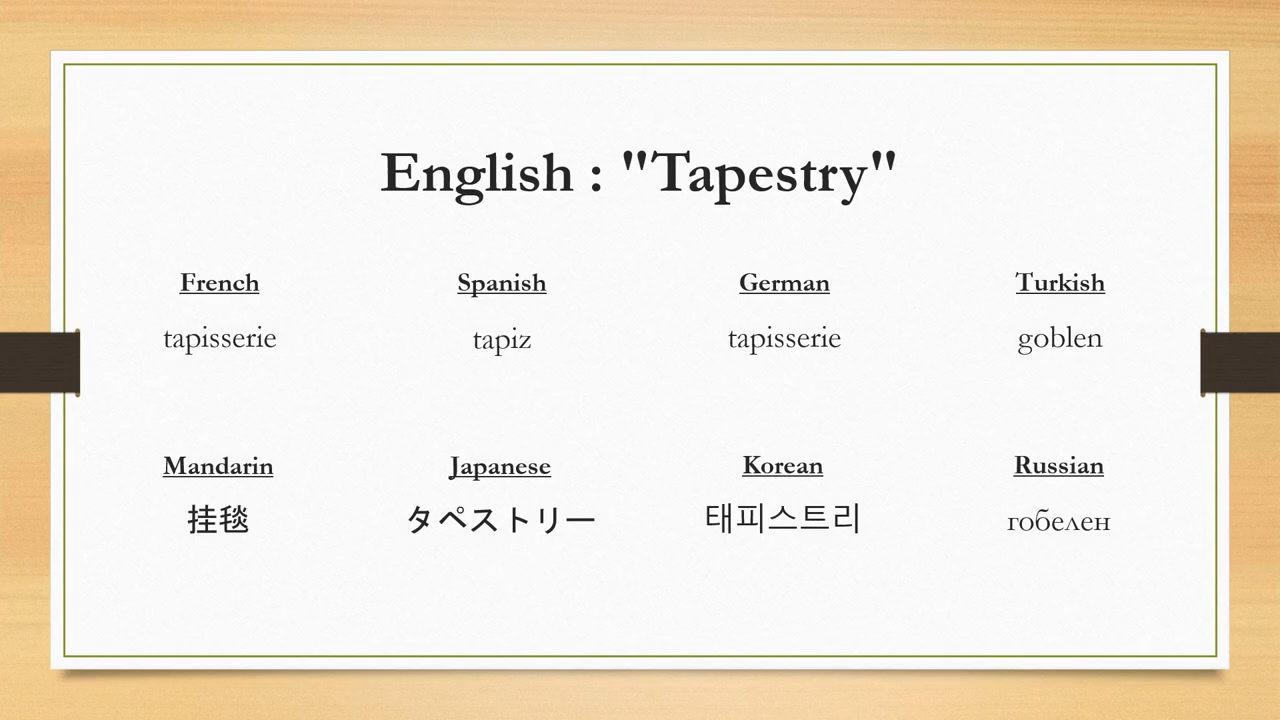 English : "Tapestry"
French
tapisserie
Spanish
tapiz
German
tapisserie
Turkish
goblen
Mandarin
挂毯
Japanese
タペストリー
Korean
태피스트리
Russian
гобелен